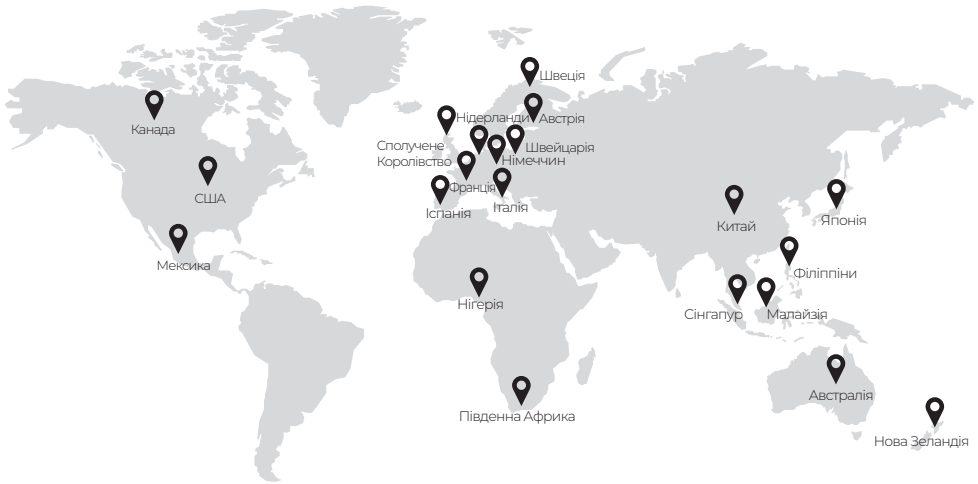 Швеція
Нідерланди
Австрія
Канада
Сполучене
Королівство
Швейцарія
Німеччин
Франція
США
Іспанія
Італія
Китай
Японія
Мексика
Філіппіни
Нігерія
Сінгапур
Малайзія
Австралія
Південна Африка
Нова Зеландія